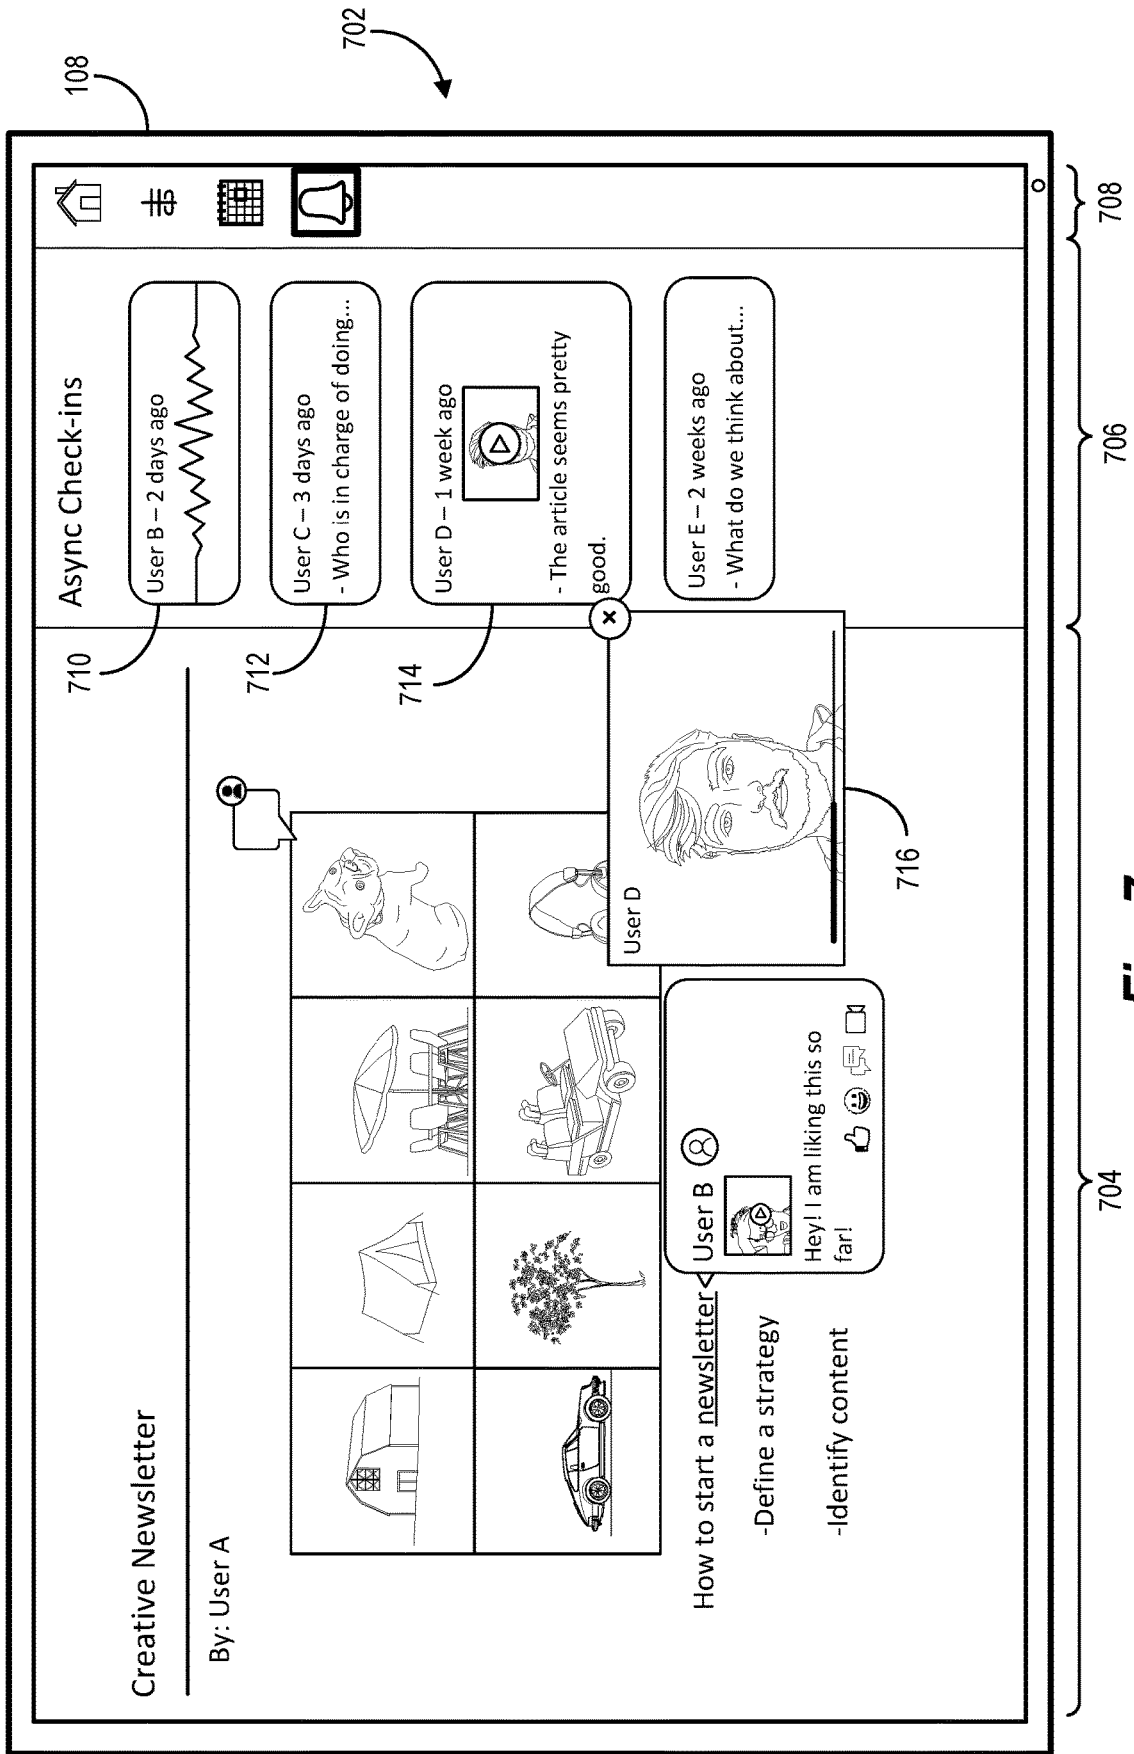 108
702
Creative Newsletter
By: User A
How to start a newsletter
-Define a strategy
-Identify content
User B
Hey! I am liking this so
far!
User D
716
Async Check-ins
710
User B – 2 days ago
712
User C – 3 days ago
- Who is in charge of doing...
714
User D – 1 week ago
- The article seems pretty
good.
User E – 2 weeks ago
- What do we think about...
704
706
708